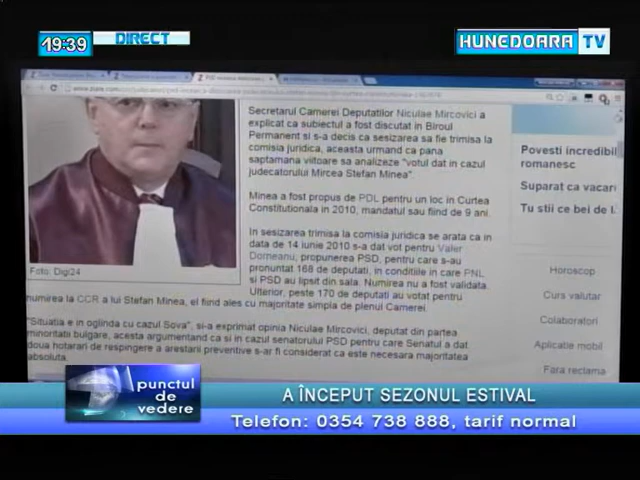 19:39
DIRECT
HUNEDOARA TV
Secretarul Camerei Deputatilor Niculae Mircovici a
explicat ca subiectul a fost discutat in Biroul
Permanent si s-a decis ca sesizarea sa fie trimisa la
comisia juridica, aceasta urmand ca pana
saptamana viitoare sa analizeze "votul dat in cazul
judecatorului Mircea Stefan Minea".
Minea a fost propus de PDL pentru un loc in Curtea
Constitutionala in 2010, mandatul sau fiind de 9 ani.
In sesizarea trimisa la comisia juridica se arata ca in
data de 14 iunie 2010 s-a dat vot pentru Valer
Dorneanu, propunerea PSD, pentru care s-au
pronuntat 168 de deputati, in conditiile in care PNL
si PSD au lipsit din sala. Numirea nu a fost validata.
Ulterior, peste 170 de deputati au votat pentru
numirea la CCR a lui Stefan Minea, el fiind ales cu majoritate simpla de plenul Camerei.
"Situatia e in oglinda cu cazul Sova", si-a exprimat opinia Niculae Mircovici, deputat din partea
minoritatii bulgare, acesta argumentand ca si in cazul senatorului PSD pentru care Senatul a dat
doua hotarari de respingere a arestarii preventive s-ar fi considerat ca este necesara majoritatea
absoluta.
Foto: Digi24
Povesti incredibil
romanesc
Suparat ca vacar
Tu stii ce bei de l
Horoscop
Curs valutar
Colaboratori
Aplicatie mobil
Fara reclama
punctul
de
vedere
A ÎNCEPUT SEZONUL ESTIVAL
Telefon: 0354 738 888, tarif normal